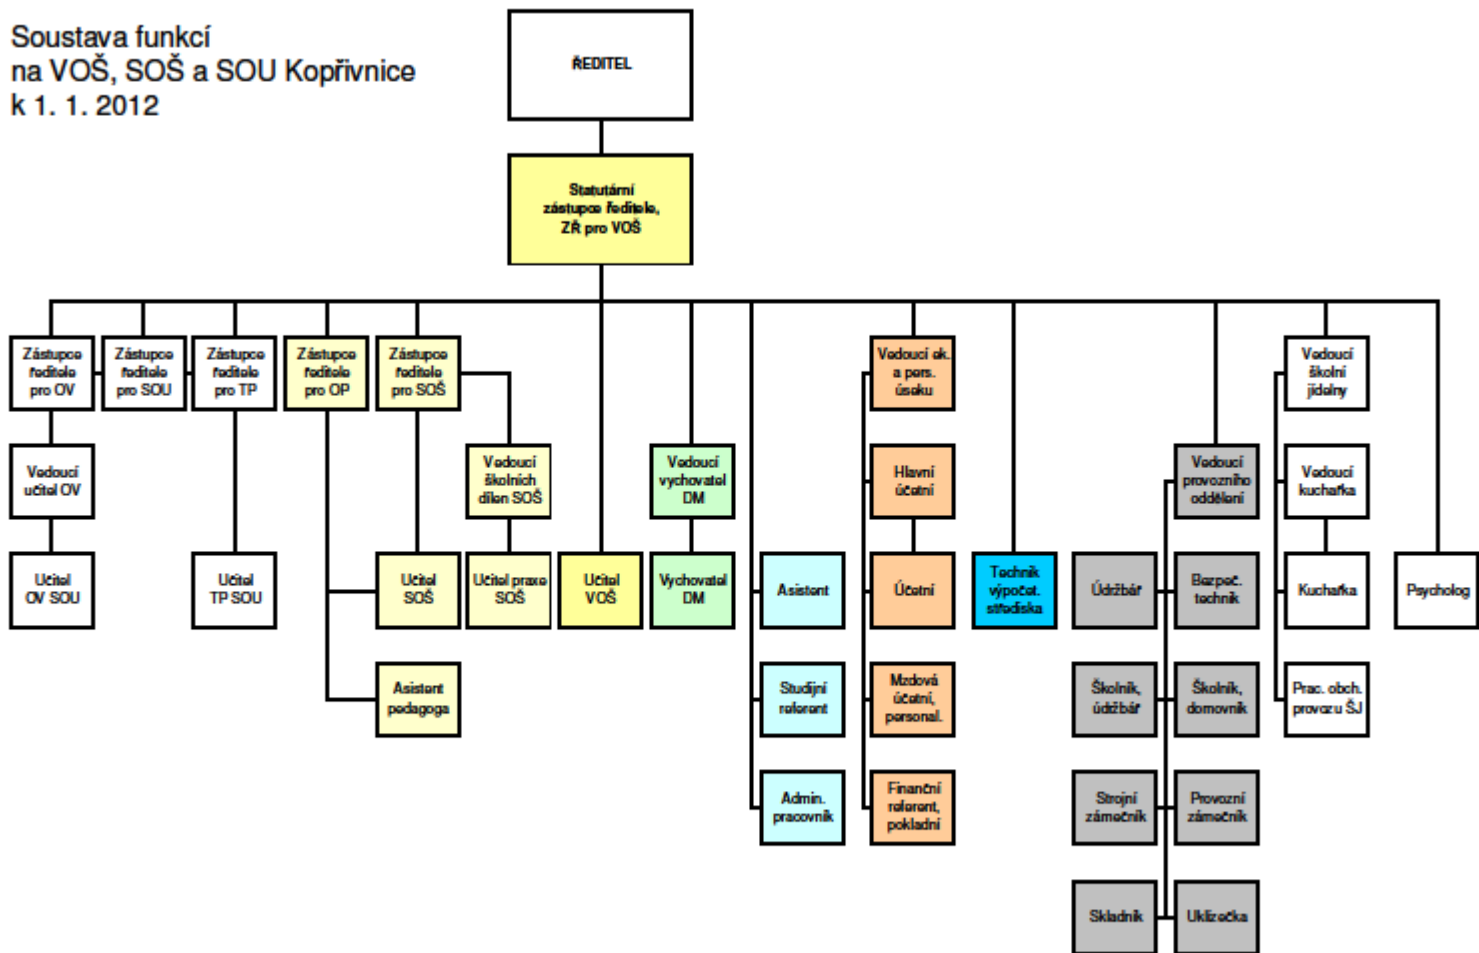 Soustava funkcí
na VOŠ, SOŠ a SOU Kopřivnice
k 1. 1. 2012
ŘEDITEL
Statutární
zástupce ředitele,
ZŘ pro VOŠ
Zástupce
ředitele
pro OV
Zástupce
ředitele
pro SOU
Zástupce
ředitele
pro TP
Zástupce
ředitele
pro OP
Zástupce
ředitele
pro SOŠ
Vedoucí ek.
a pers.
úseku
Vedoucí
školní
jídelny
Vedoucí
učitel OV
Vedoucí
školních
dílen SOŠ
Vedoucí
vychovatel
DM
Hlavní
účetní
Vedoucí
provozního
oddělení
Vedoucí
kuchařka
Učitel
OV SOU
Učitel
TP SOU
Učitel
SOŠ
Učitel praxe
SOŠ
Učitel
VOŠ
Vychovatel
DM
Asistent
Účetní
Technik
výpočet.
střediska
Údržbář
Bezpeč.
technik
Kuchařka
Psycholog
Asistent
pedagoga
Studijní
referent
Mzdová
účetní,
personal.
Školník,
údržbář
Školník,
domovník
Prac. obch.
provozu ŠJ
Admin.
pracovník
Finanční
referent,
pokladní
Strojní
zámečník
Provozní
zámečník
Skladník
Uklízečka